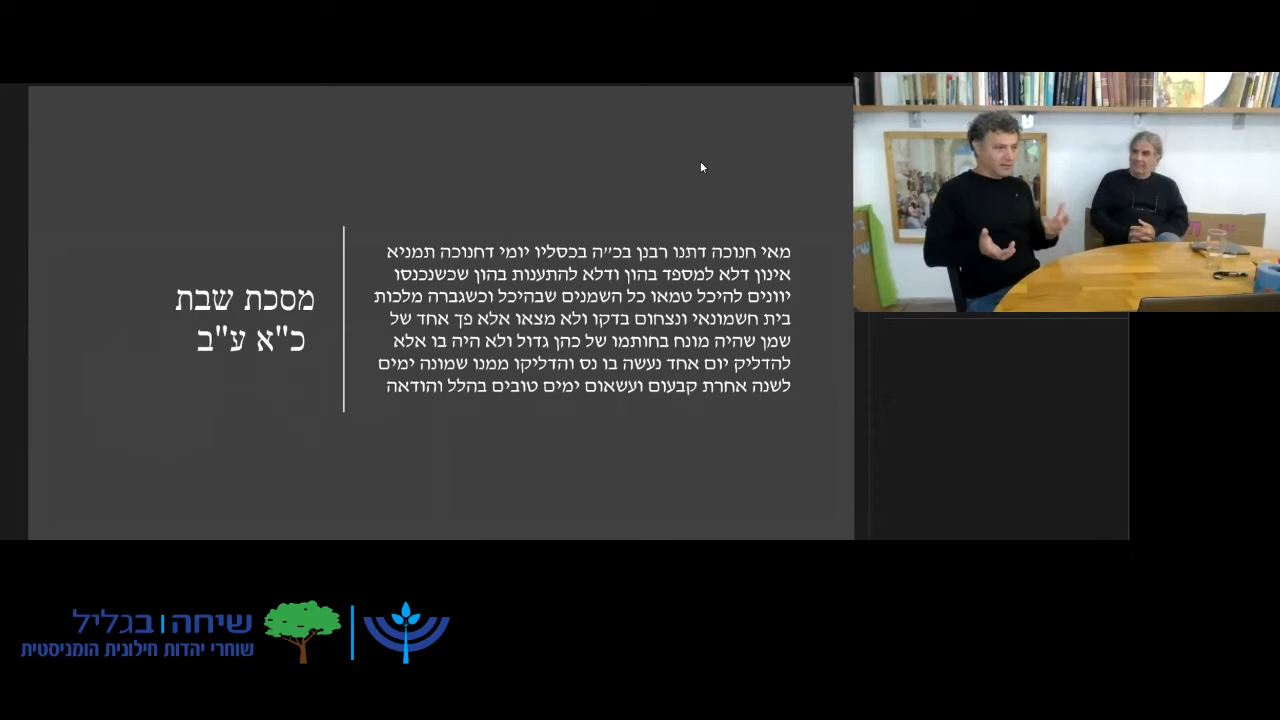 מאי חנוכה דתנו רבנן בכ״ה בכסליו יומי דחנוכה תמניא
אינון דלא למספד בהון ודלא להתענות בהון שכשנכנסו
יוונים להיכל טמאו כל השמנים שבהיכל וכשגברה מלכות
בית חשמונאי ונצחום בדקו ולא מצאו אלא פך אחד של
שמן שהיה מונח בחותמו של כהן גדול ולא היה בו אלא
להדליק יום אחד נעשה בו נס והדליקו ממנו שמונה ימים
לשנה אחרת קבעום ועשאום ימים טובים בהלל והודאה
מסכת שבת
כ"א ע"ב
שיחה | בגליל
שוחרי יהדות חילונית הומניסטית